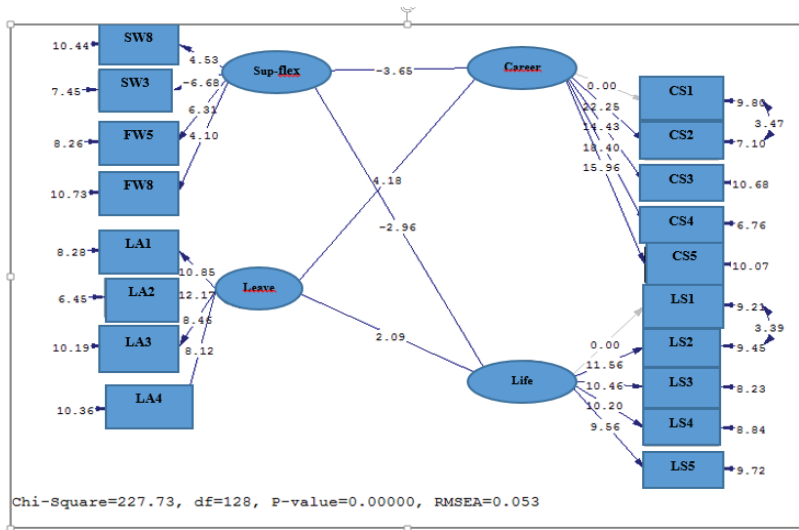 SW8
10.44
4.53
Sup-flex
-3.65
Career
SW3
7.45
-6.68
0.00
CS1
9.80
6.31
22.25
3.47
FW5
8.26
4.10
14.43
CS2
7.10
18.40
FW8
10.73
15.96
CS3
10.68
4.18
CS4
6.76
-2.96
LA1
8.28
10.85
CS5
10.07
Leave
LA2
6.45
12.17
LS1
9.21
8.46
3.39
LA3
10.19
8.12
2.09
0.00
LS2
9.45
11.56
Life
10.46
LS3
8.23
LA4
10.36
10.20
9.56
LS4
8.84
LS5
9.72
Chi-Square=227.73, df=128, P-value=0.00000, RMSEA=0.053